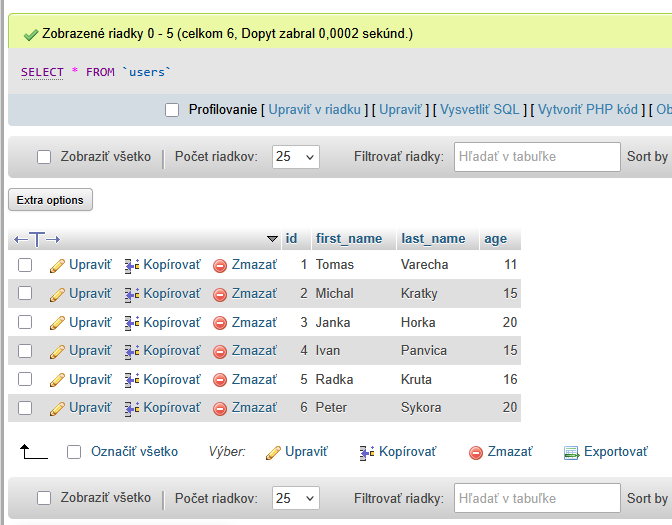 Zobrazené riadky 0 - 5 (celkom 6, Dopyt zabral 0,0002 sekúnd.)
SELECT * FROM `users`
Profilovanie [ Upraviť v riadku ] [ Upraviť ] [ Vysvetliť SQL ] [ Vytvoriť PHP kód ] [ Ob
Zobraziť všetko | Počet riadkov: 25 Filtrovať riadky: Hľadať v tabuľke Sort by
Extra options
←T→ id first_name last_name age
Upraviť Kopírovať Zmazať 1 Tomas Varecha 11
Upraviť Kopírovať Zmazať 2 Michal Kratky 15
Upraviť Kopírovať Zmazať 3 Janka Horka 20
Upraviť Kopírovať Zmazať 4 Ivan Panvica 15
Upraviť Kopírovať Zmazať 5 Radka Kruta 16
Upraviť Kopírovať Zmazať 6 Peter Sykora 20
Označiť všetko Výber: Upraviť Kopírovať Zmazať Exportovať
Zobraziť všetko | Počet riadkov: 25 Filtrovať riadky: Hľadať v tabuľke Sort by